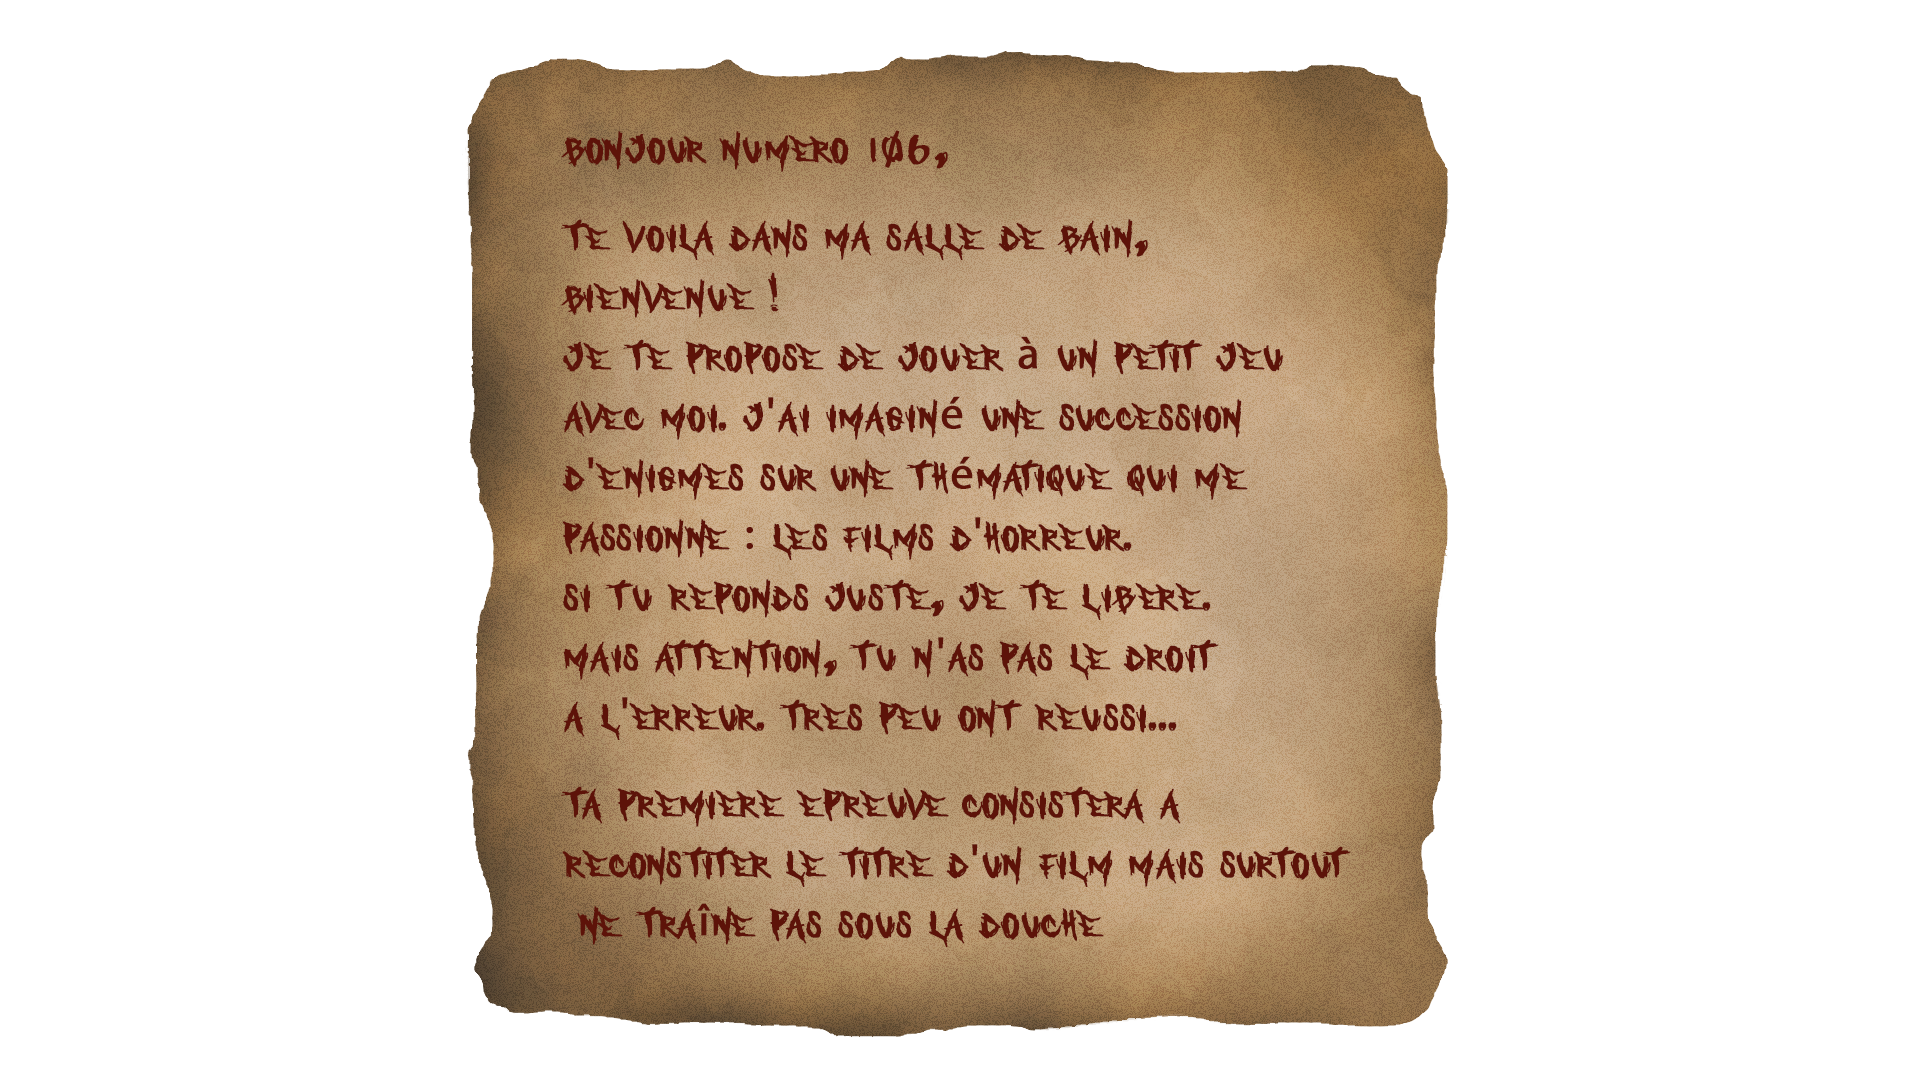 BONJOUR NUMERO 106,
TE VOILA DANS MA SALLE DE BAIN,
BIENVENUE !
JE TE PROPOSE DE JOUER à UN PETIT JEU
AVEC MOI. J'AI IMAGINé UNE SUCCESSION
D'ENIGMES SUR UNE THéMATIQUE QUI ME
PASSIONNE : LES FILMS D'HORREUR.
SI TU REPONDS JUSTE, JE TE LIBERE.
MAIS ATTENTION, TU N'AS PAS LE DROIT
A L'ERREUR. TRES PEU ONT REUSSI...
TA PREMIERE EPREUVE CONSISTERA A
RECONSTITER LE TITRE D'UN FILM MAIS SURTOUT
NE TRAîNE PAS SOUS LA DOUCHE